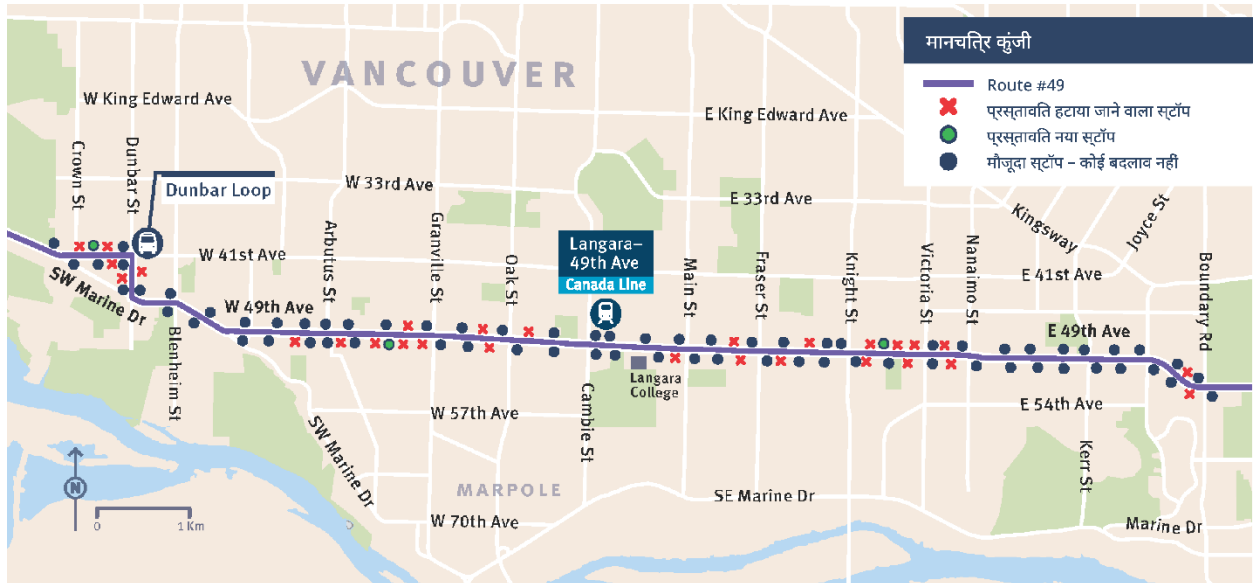 VANCOUVER
मानचत्रि कुंजी
Route #49
प्रस्तावति हटाया जाने वाला स्टॉप
प्रस्तावति नया स्टॉप
मौजूदा स्टॉप – कोई बदलाव नहीं
W King Edward Ave
E King Edward Ave
Crown St
Dunbar St
Dunbar Loop
W 33rd Ave
E 33rd Ave
Kingsway
Joyce St
Arbutus St
Granville St
Oak St
Langara–
49th Ave
Canada Line
Main St
Fraser St
Knight St
Victoria St
Nanaimo St
Boundary Rd
W 41st Ave
E 41st Ave
SW Marine Dr
W 49th Ave
E 49th Ave
Blenheim St
Langara
College
Cambie St
W 57th Ave
E 54th Ave
SW Marine Dr
Kerr St
MARPOLE
SE Marine Dr
N
0 1 Km
W 70th Ave
Marine Dr